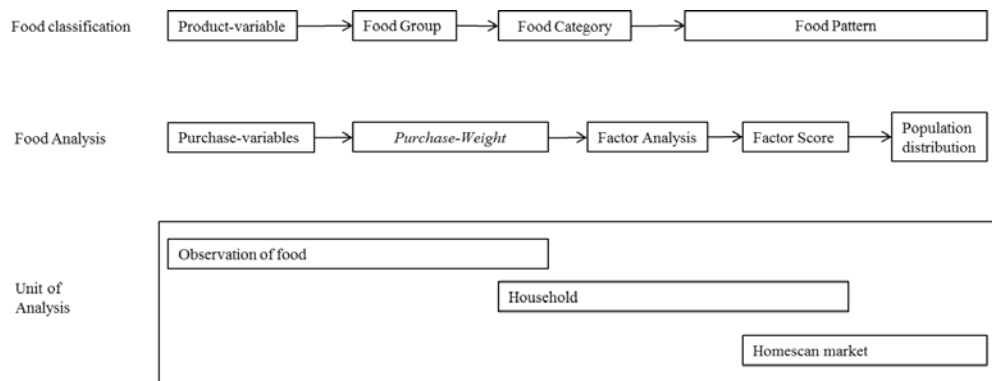 Food classification
Product-variable
Food Group
Food Category
Food Pattern
Food Analysis
Purchase-variables
Purchase-Weight
Factor Analysis
Factor Score
Population
distribution
Unit of
Analysis
Observation of food
Household
Homescan market